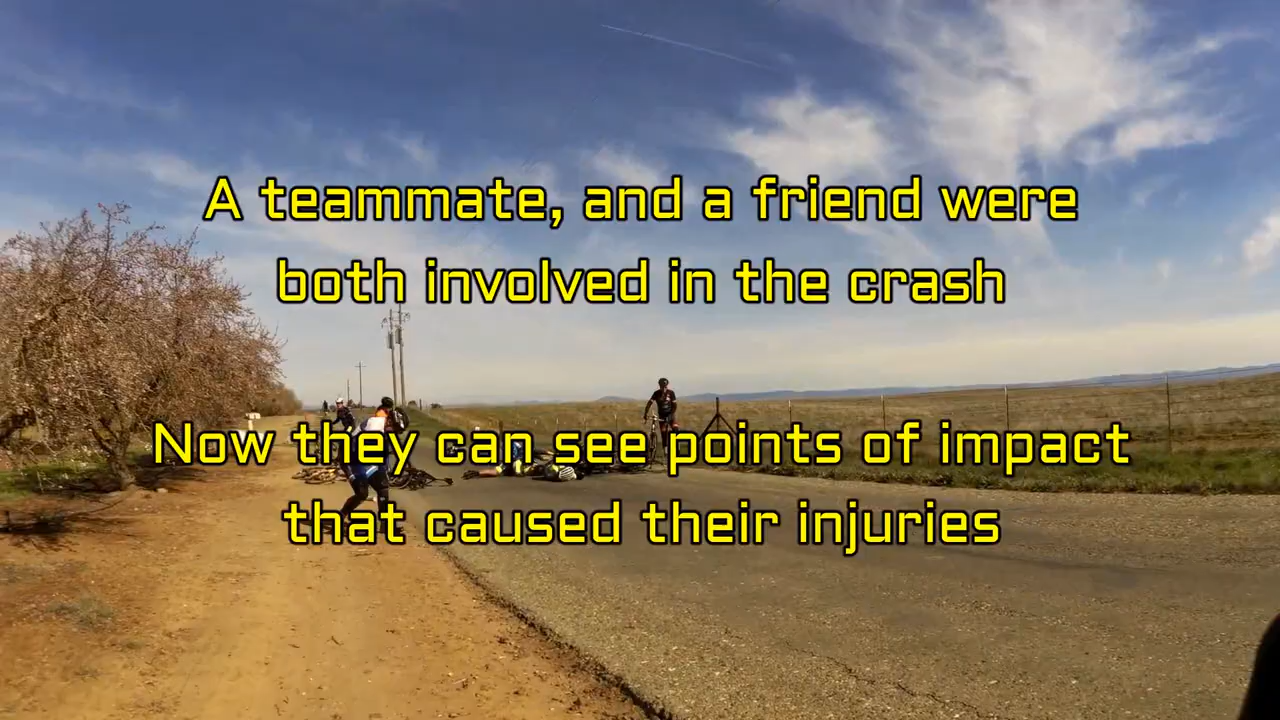 A teammate, and a friend were
both involved in the crash
Now they can see points of impact
that caused their injuries